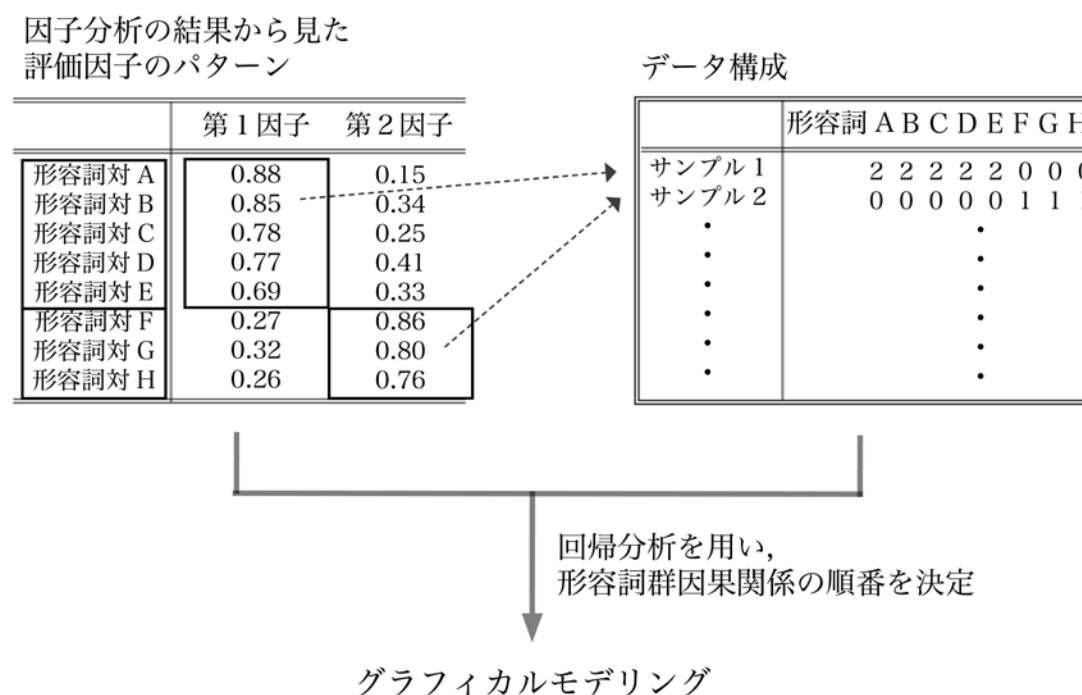 因子分析の結果から見た
評価因子のパターン
第1因子 第2因子
形容詞対 A 0.88 0.15
形容詞対 B 0.85 0.34
形容詞対 C 0.78 0.25
形容詞対 D 0.77 0.41
形容詞対 E 0.69 0.33
形容詞対 F 0.27 0.86
形容詞対 G 0.32 0.80
形容詞対 H 0.26 0.76
データ構成
形容詞 A B C D E F G H
サンプル 1 2 2 2 2 2 0 0 0
サンプル 2 0 0 0 0 0 1 1
回帰分析を用い,
形容詞群因果関係の順番を決定
グラフィカルモデリング